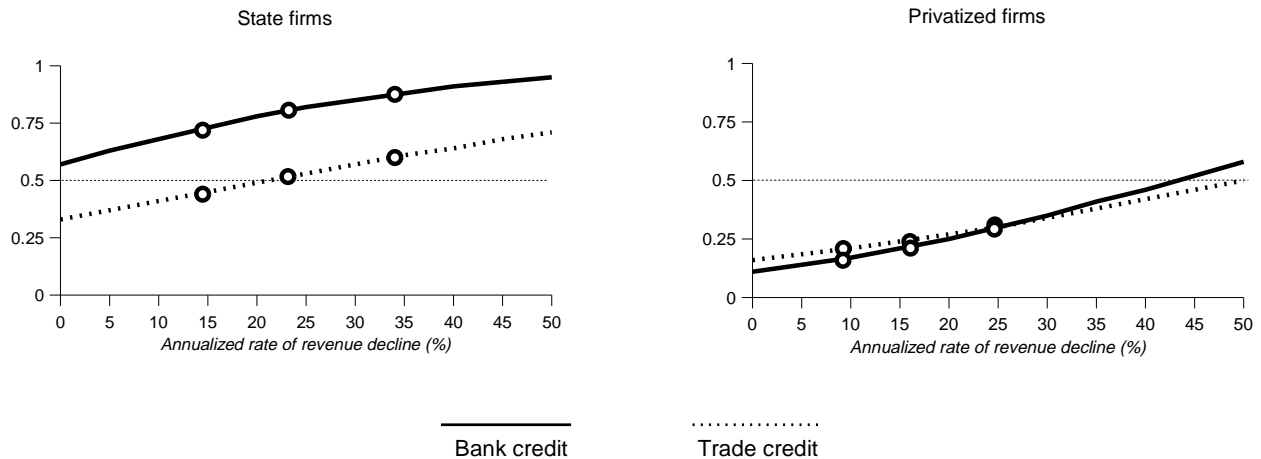 State firms
1
0.75
0.5
0.25
0
0 5 10 15 20 25 30 35 40 45 50
Annualized rate of revenue decline (%)
Privatized firms
1
0.75
0.5
0.25
0
0 5 10 15 20 25 30 35 40 45 50
Annualized rate of revenue decline (%)
Bank credit
Trade credit